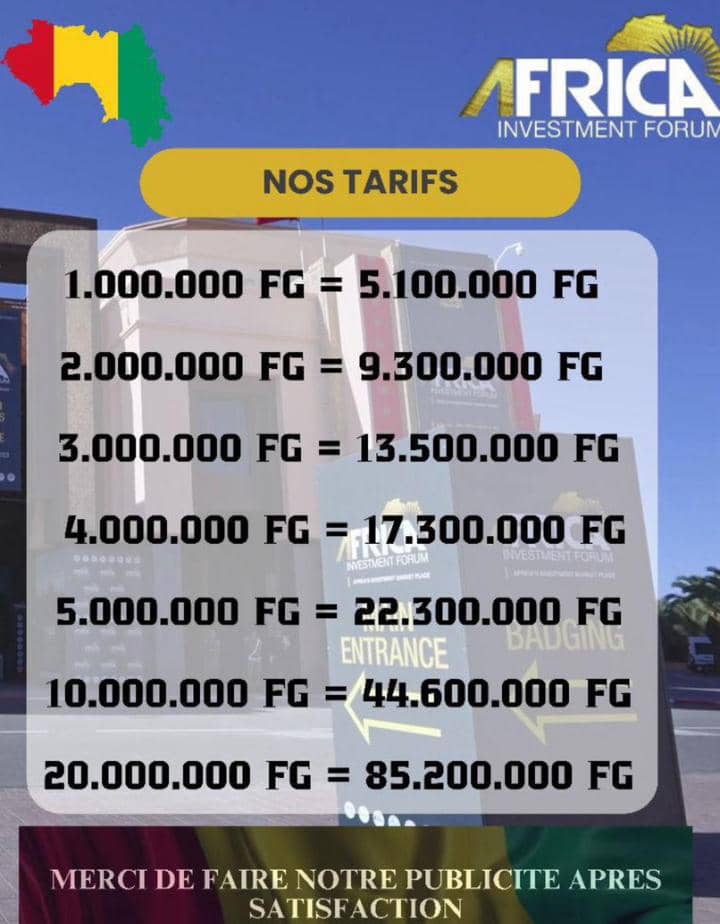 AFRICA
INVESTMENT FORUM
NOS TARIFS
1.000.000 FG = 5.100.000 FG
2.000.000 FG = 9.300.000 FG
3.000.000 FG = 13.500.000 FG
4.000.000 FG = 17.300.000 FG
5.000.000 FG = 22.300.000 FG
10.000.000 FG = 44.600.000 FG
20.000.000 FG = 85.200.000 FG
AFRICA
INVESTMENT FORUM
MAIN
ENTRANCE
AFRICA
INVESTMENT FORUM
BADGING
MERCI DE FAIRE NOTRE PUBLICITE APRES
SATISFACTION